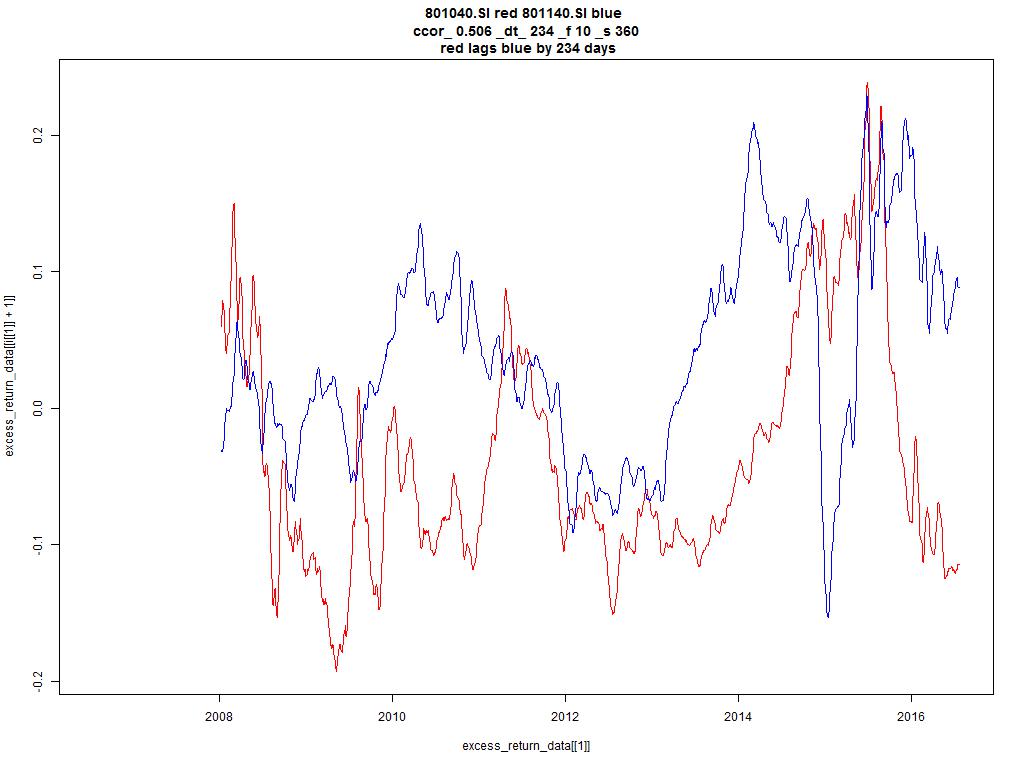 801040.SI red 801140.SI blue
ccor_ 0.506 _dt_ 234 _f 10 _s 360
red lags blue by 234 days
excess_return_data[[i[[1]] + 1]]
0.2
0.1
0.0
-0.1
-0.2
2008 2010 2012 2014 2016
excess_return_data[[1]]